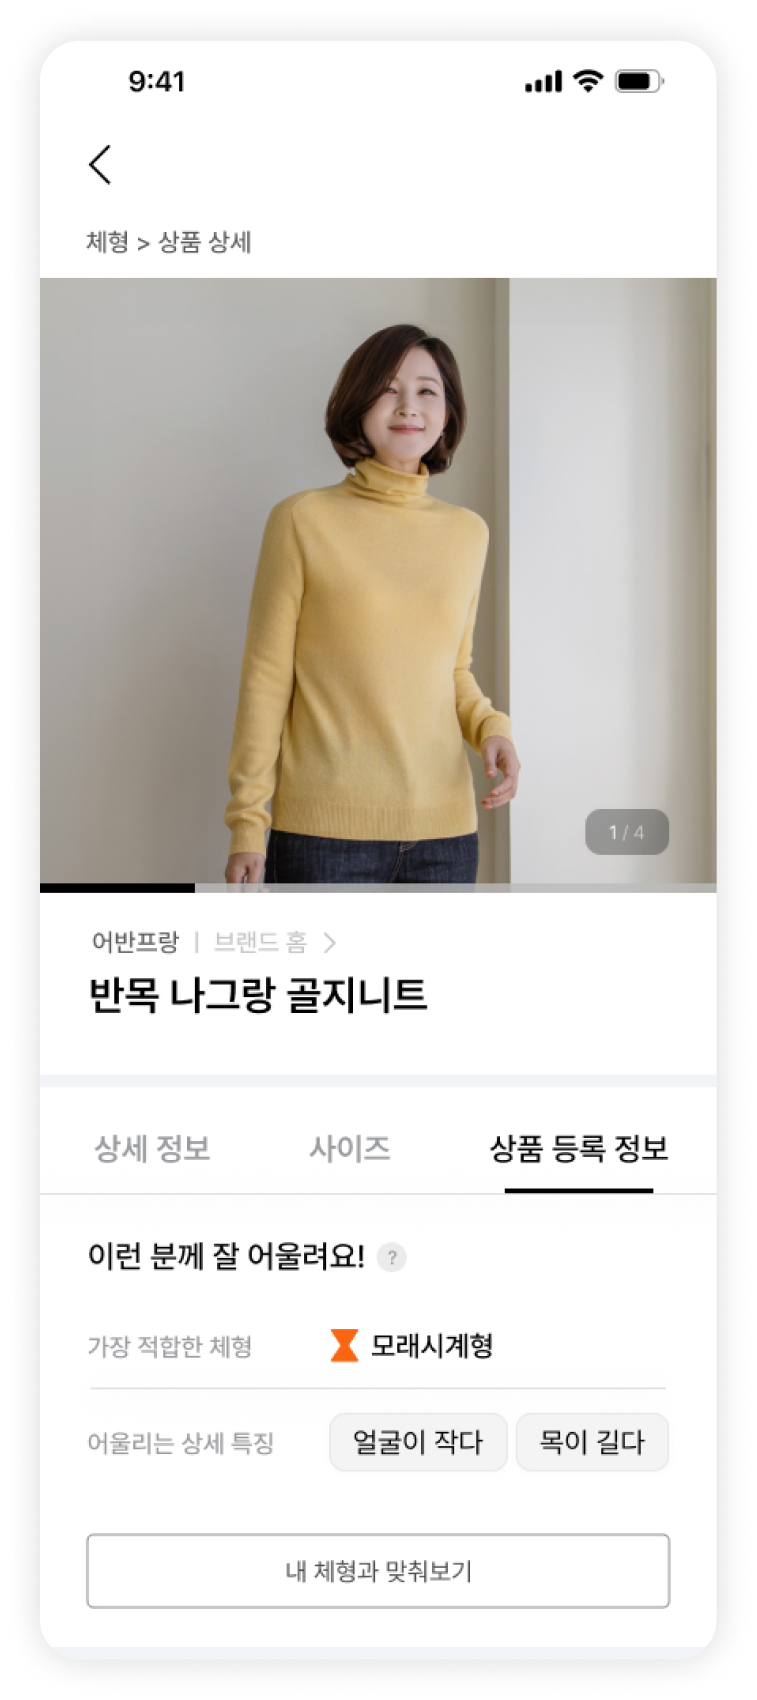 9:41
체형 > 상품 상세
1 / 4
어반프랑 | 브랜드 홈 >
반목 나그랑 골지니트
상세 정보 사이즈 상품 등록 정보
이런 분께 잘 어울려요! ?
가장 적합한 체형 모래시계형
어울리는 상세 특징 얼굴이 작다 목이 길다
내 체형과 맞춰보기